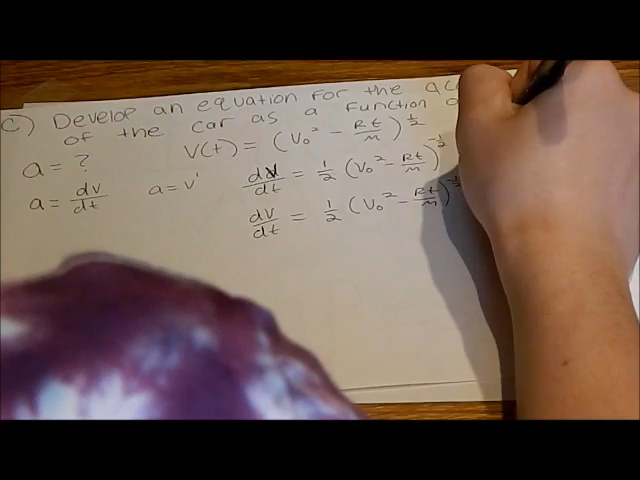 C) Develop an equation for the
of the car as a function
a = ? V(t) = (V₀² − Rt/M)^½
a = dv/dt a = v' dv/dt = ½ (V₀² − Rt/M)^-½
dv/dt = ½ (V₀² − Rt/M)